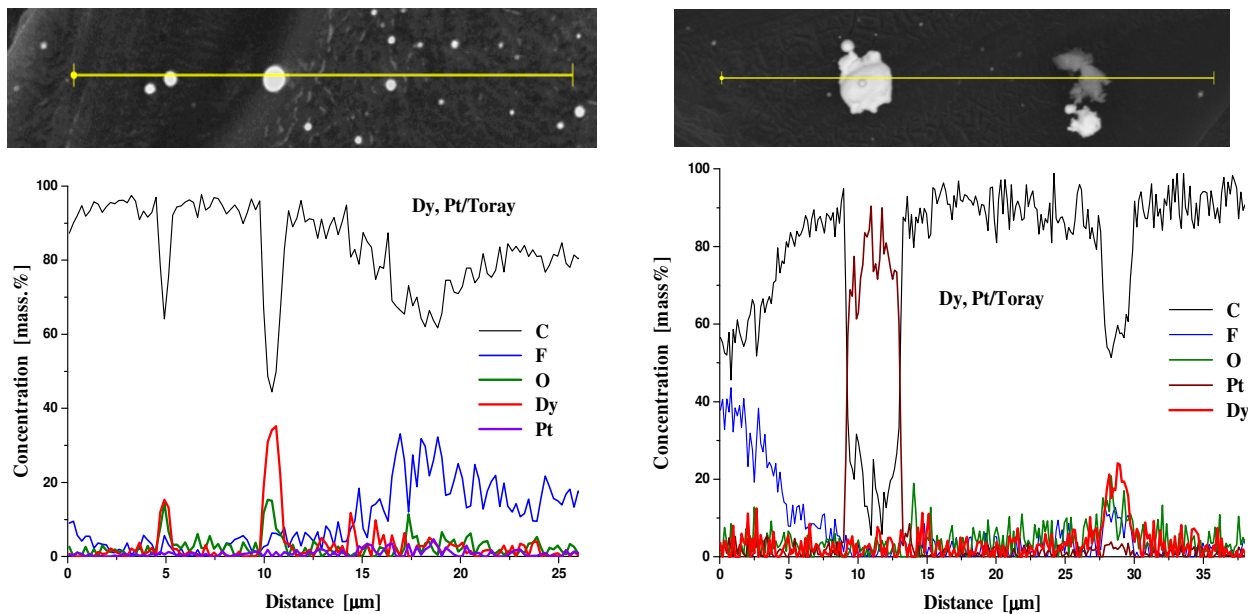 100
80
60
40
20
0
Concentration [mass.%]
Dy, Pt/Toray
C
F
O
Dy
Pt
0 5 10 15 20 25
Distance [μm]
100
80
60
40
20
0
Concentration [mass%]
Dy, Pt/Toray
C
F
O
Pt
Dy
0 5 10 15 20 25 30 35
Distance [μm]